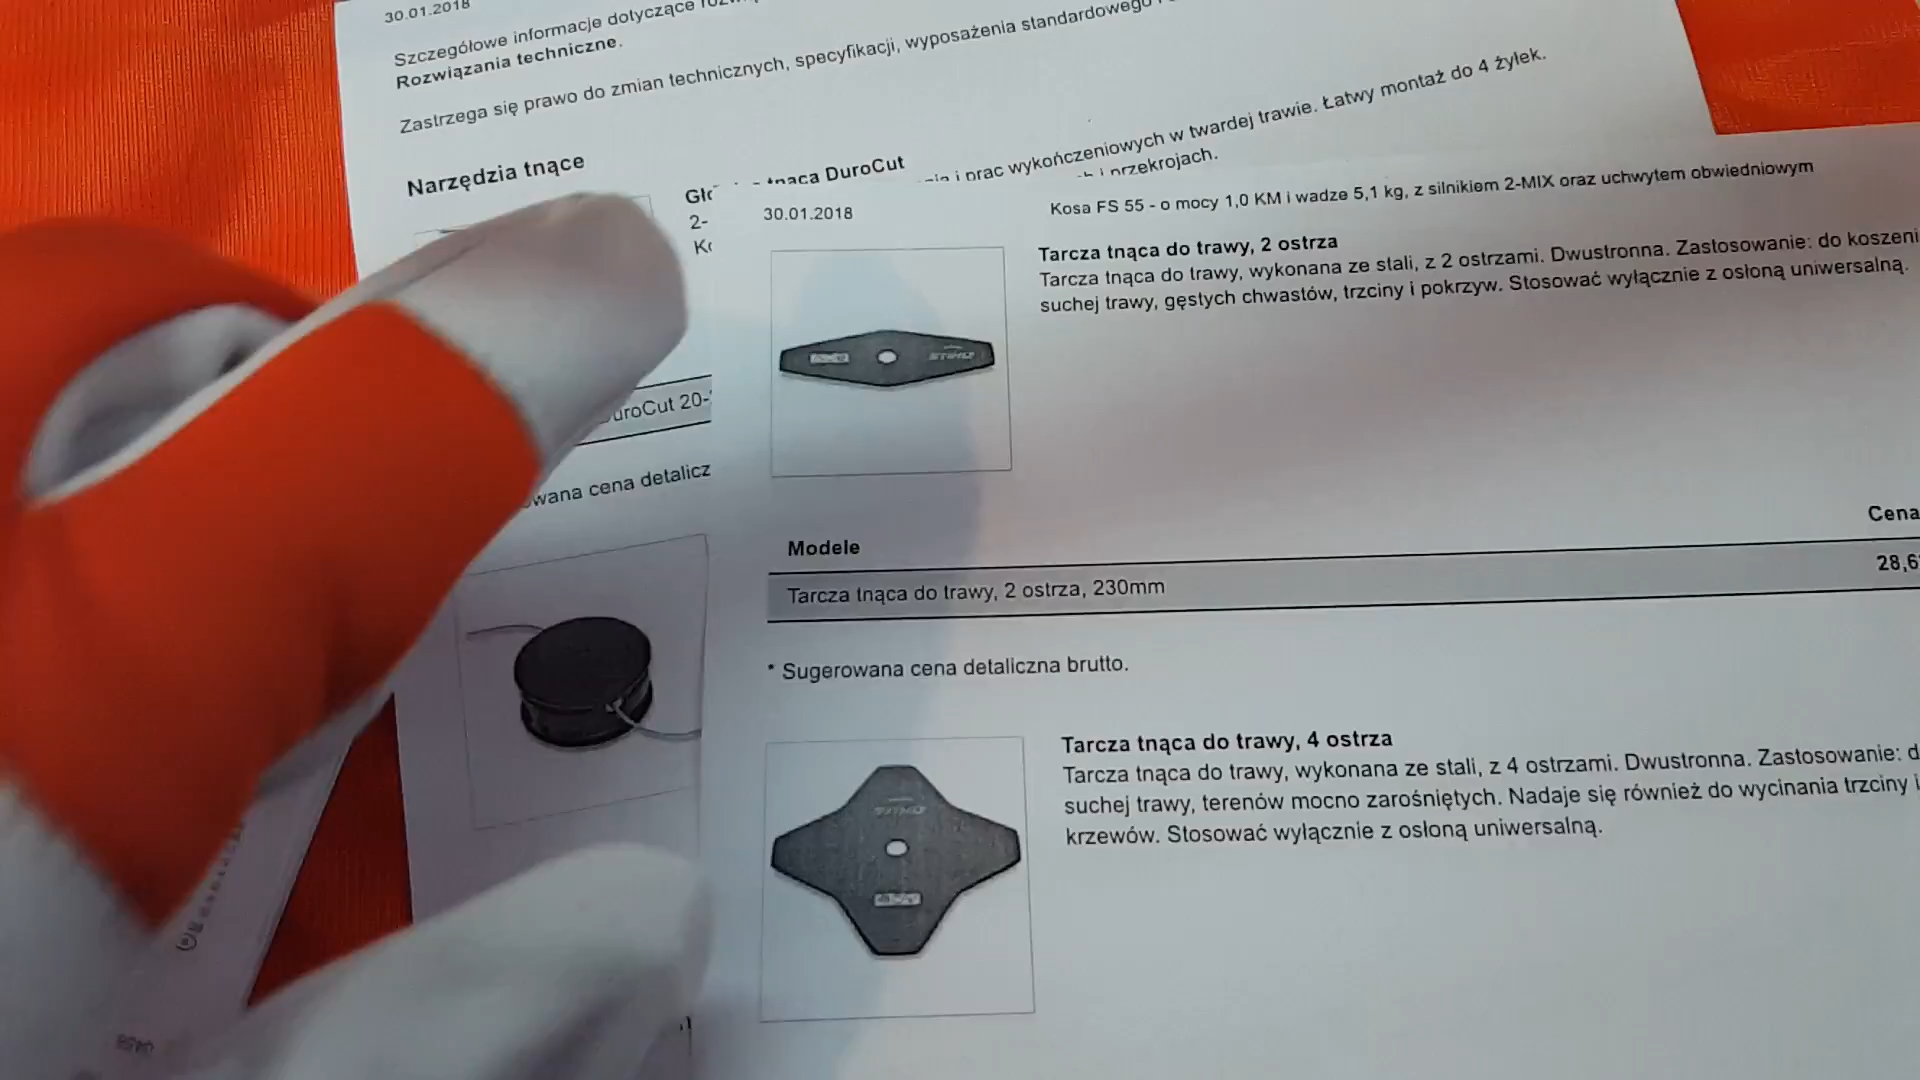 30.01.2018
Szczegółowe informacje dotyczące
Rozwiązania techniczne.
Zastrzega się prawo do zmian technicznych, specyfikacji, wyposażenia standardowego
Narzędzia tnące
tnąca DuroCut
i prac wykończeniowych w twardej trawie. Łatwy montaż do 4 żyłek.
i przekrojach.
2-
DuroCut 20-
wana cena detalicz
30.01.2018
Kosa FS 55 - o mocy 1,0 KM i wadze 5,1 kg, z silnikiem 2-MIX oraz uchwytem obwiedniowym
Tarcza tnąca do trawy, 2 ostrza
Tarcza tnąca do trawy, wykonana ze stali, z 2 ostrzami. Dwustronna. Zastosowanie: do koszeni
suchej trawy, gęstych chwastów, trzciny i pokrzyw. Stosować wyłącznie z osłoną uniwersalną.
STIHL
Cena
Modele
28,6
Tarcza tnąca do trawy, 2 ostrza, 230mm
* Sugerowana cena detaliczna brutto.
Tarcza tnąca do trawy, 4 ostrza
Tarcza tnąca do trawy, wykonana ze stali, z 4 ostrzami. Dwustronna. Zastosowanie: d
suchej trawy, terenów mocno zarośniętych. Nadaje się również do wycinania trzciny i
krzewów. Stosować wyłącznie z osłoną uniwersalną.
STIHL